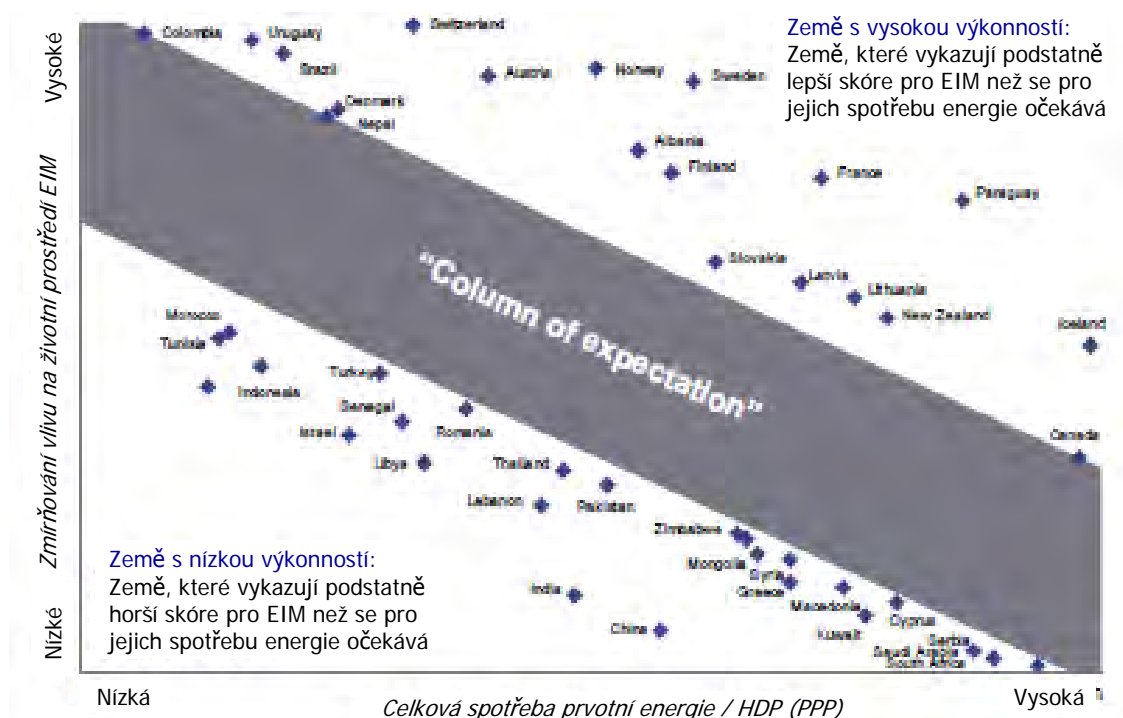 Colombia
Uruguay
Brazil
Switzerland
Austria
Norway
Sweden
Denmark
Nepal
Albania
Finland
France
Paraguay
Země s vysokou výkonností:
Země, které vykazují podstatně
lepší skóre pro EIM než se pro
jejich spotřebu energie očekává
Vysoké
Zmírňování vlivu na životní prostředí EIM
Nízké
"Column of expectation"
Slovakia
Latvia
Lithuania
New Zealand
Iceland
Canada
Morocco
Tunisia
Indonesia
Turkey
Senegal
Romania
Israel
Libya
Thailand
Lebanon
Pakistan
Zimbabwe
Mongolia
Syria
Greece
India
Macedonia
China
Kuwait
Cyprus
Serbia
Saudi Arabia
South Africa
Země s nízkou výkonností:
Země, které vykazují podstatně
horší skóre pro EIM než se pro
jejich spotřebu energie očekává
Nízká
Celková spotřeba prvotní energie / HDP (PPP)
Vysoká